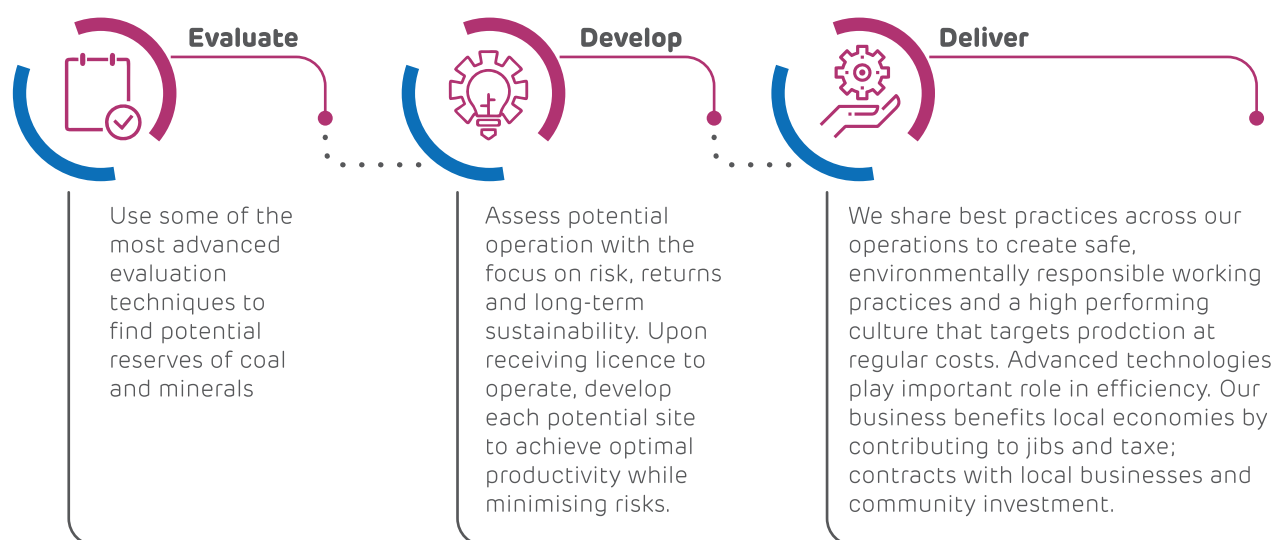 Evaluate
Use some of the
most advanced
evaluation
techniques to
find potential
reserves of coal
and minerals
Develop
Assess potential
operation with the
focus on risk, returns
and long-term
sustainability. Upon
receiving licence to
operate, develop
each potential site
to achieve optimal
productivity while
minimising risks.
Deliver
We share best practices across our
operations to create safe,
environmentally responsible working
practices and a high performing
culture that targets prodction at
regular costs. Advanced technologies
play important role in efficiency. Our
business benefits local economies by
contributing to jibs and taxe;
contracts with local businesses and
community investment.